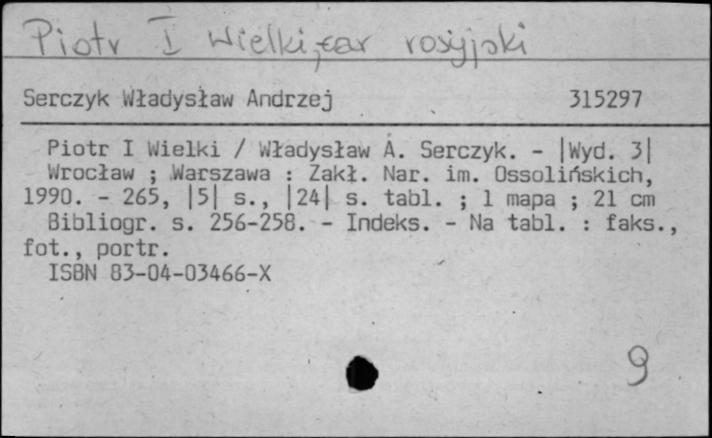 Piotr I Wielki, car rosyjski
Serczyk Władysław Andrzej 315297
Piotr I Wielki / Władysław A. Serczyk. - |Wyd. 3|
Wrocław ; Warszawa : Zakł. Nar. im. Ossolińskich,
1990. - 265, |5| s., |24| s. tabl. ; 1 mapa ; 21 cm
Bibliogr. s. 256-258. - Indeks. - Na tabl. : faks.,
fot., portr.
ISBN 83-04-03466-X
9